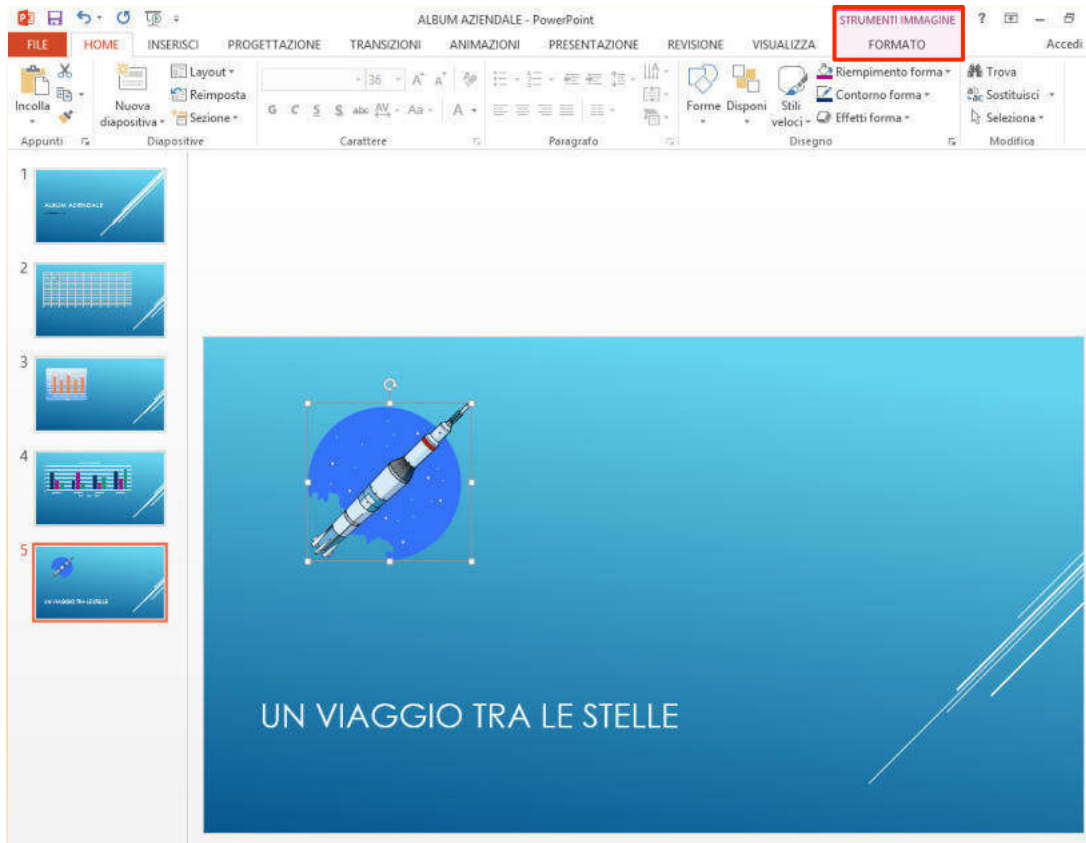 ALBUM AZIENDALE - PowerPoint
STRUMENTI IMMAGINE ?
FILE HOME INSERISCI PROGETTAZIONE TRANSIZIONI ANIMAZIONI PRESENTAZIONE REVISIONE VISUALIZZA FORMATO Accedi
Incolla
Nuova diapositiva
Layout
Reimposta
Sezione
36 A A
G C S S abc AV Aa A
Forme Disponi Stili veloci
Riempimento forma
Contorno forma
Effetti forma
Trova
Sostituisci
Seleziona
Appunti Diapositive Carattere Paragrafo Disegno Modifica
1
ALBUM AZIENDALE
2
3
4
5
UN VIAGGIO TRA LE STELLE
UN VIAGGIO TRA LE STELLE